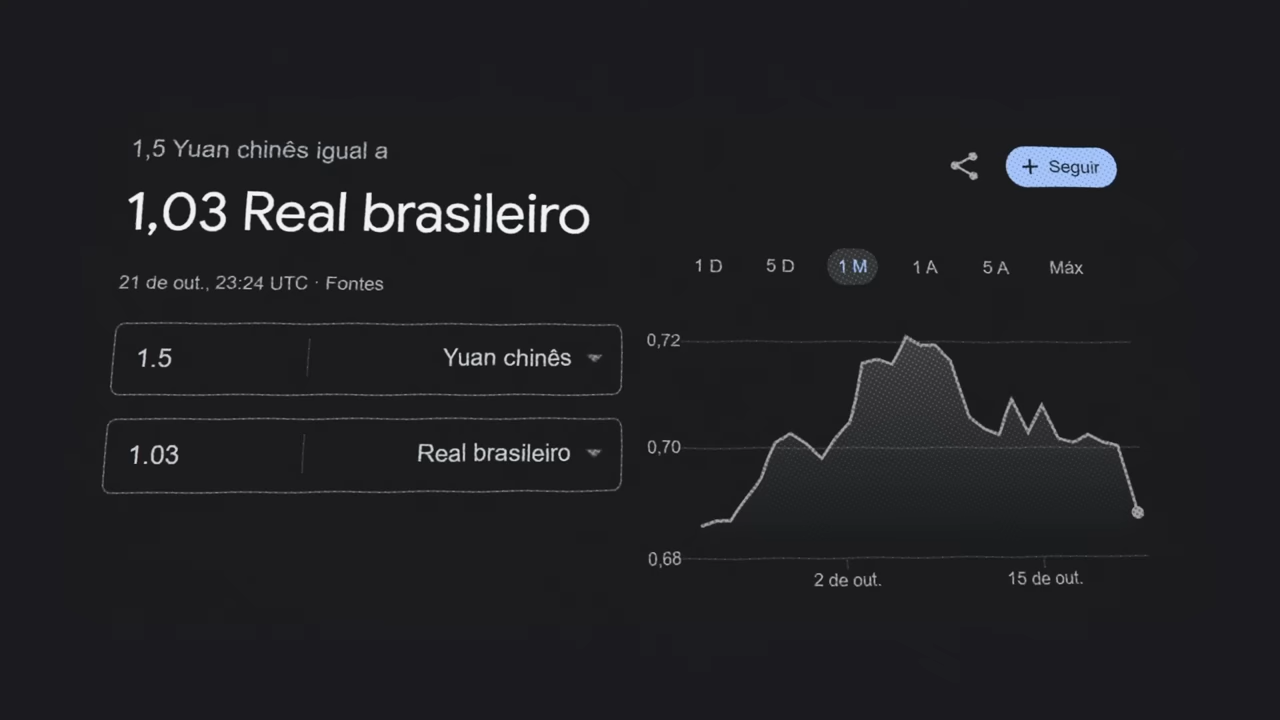 1,5 Yuan chinês igual a
1,03 Real brasileiro
21 de out., 23:24 UTC · Fontes
1.5 Yuan chinês
1.03 Real brasileiro
+ Seguir
1 D 5 D 1 M 1 A 5 A Máx
0,72
0,70
0,68
2 de out. 15 de out.